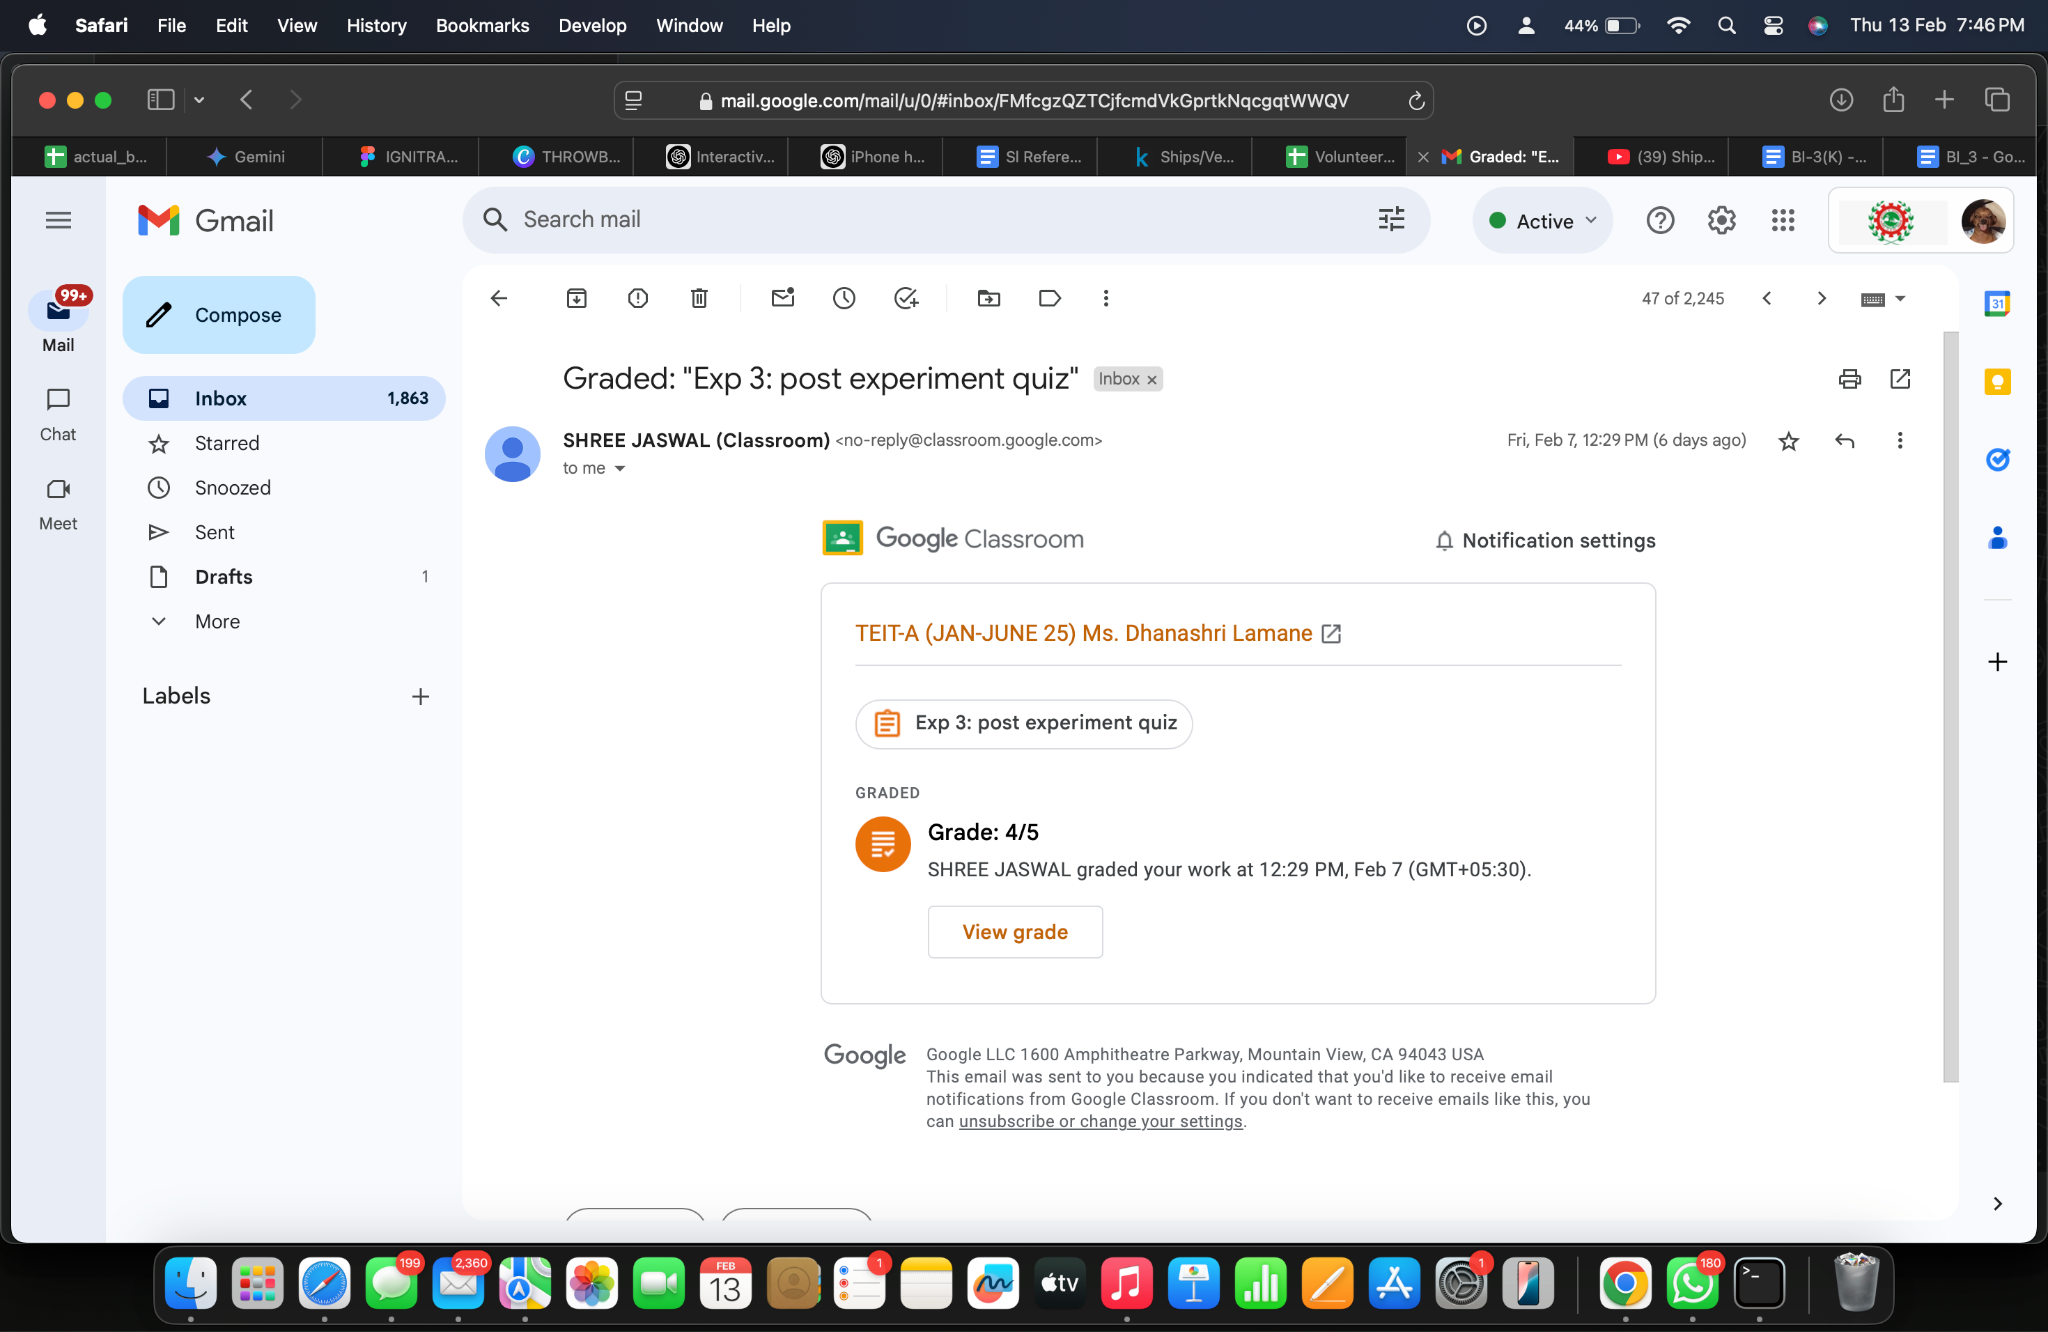 Safari File Edit View History Bookmarks Develop Window Help 44% Thu 13 Feb 7:46 PM
mail.google.com/mail/u/0/#inbox/FMfcgzQZTCjfcmdVkGprtkNqcgqtWWQV
actual_b... Gemini IGNITRA... THROWB... Interactiv... iPhone h... SI Refere... Ships/Ve... Volunteer... Graded: "E... (39) Ship... BI-3(K) -... BI_3 - Go...
Gmail
Search mail
Active
99+
Mail
Chat
Meet
Compose
Inbox 1,863
Starred
Snoozed
Sent
Drafts 1
More
Labels
47 of 2,245
Graded: "Exp 3: post experiment quiz" Inbox
SHREE JASWAL (Classroom) <no-reply@classroom.google.com> Fri, Feb 7, 12:29 PM (6 days ago)
to me
Google Classroom Notification settings
TEIT-A (JAN-JUNE 25) Ms. Dhanashri Lamane
Exp 3: post experiment quiz
GRADED
Grade: 4/5
SHREE JASWAL graded your work at 12:29 PM, Feb 7 (GMT+05:30).
View grade
Google
Google LLC 1600 Amphitheatre Parkway, Mountain View, CA 94043 USA
This email was sent to you because you indicated that you'd like to receive email
notifications from Google Classroom. If you don't want to receive emails like this, you
can unsubscribe or change your settings.
31
199 2,360 FEB 13 1 tv 1 180